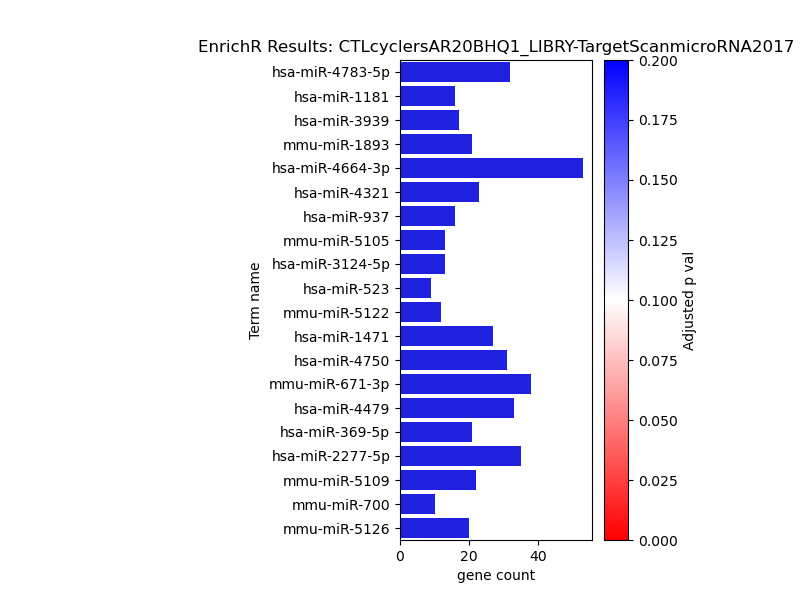 EnrichR Results: CTLcyclersAR20BHQ1_LIBRY-TargetScanmicroRNA2017
hsa-miR-4783-5p
hsa-miR-1181
hsa-miR-3939
mmu-miR-1893
hsa-miR-4664-3p
hsa-miR-4321
hsa-miR-937
mmu-miR-5105
hsa-miR-3124-5p
hsa-miR-523
mmu-miR-5122
hsa-miR-1471
hsa-miR-4750
mmu-miR-671-3p
hsa-miR-4479
hsa-miR-369-5p
hsa-miR-2277-5p
mmu-miR-5109
mmu-miR-700
mmu-miR-5126
Term name
0 20 40
gene count
0.200
0.175
0.150
0.125
0.100
0.075
0.050
0.025
0.000
Adjusted p val